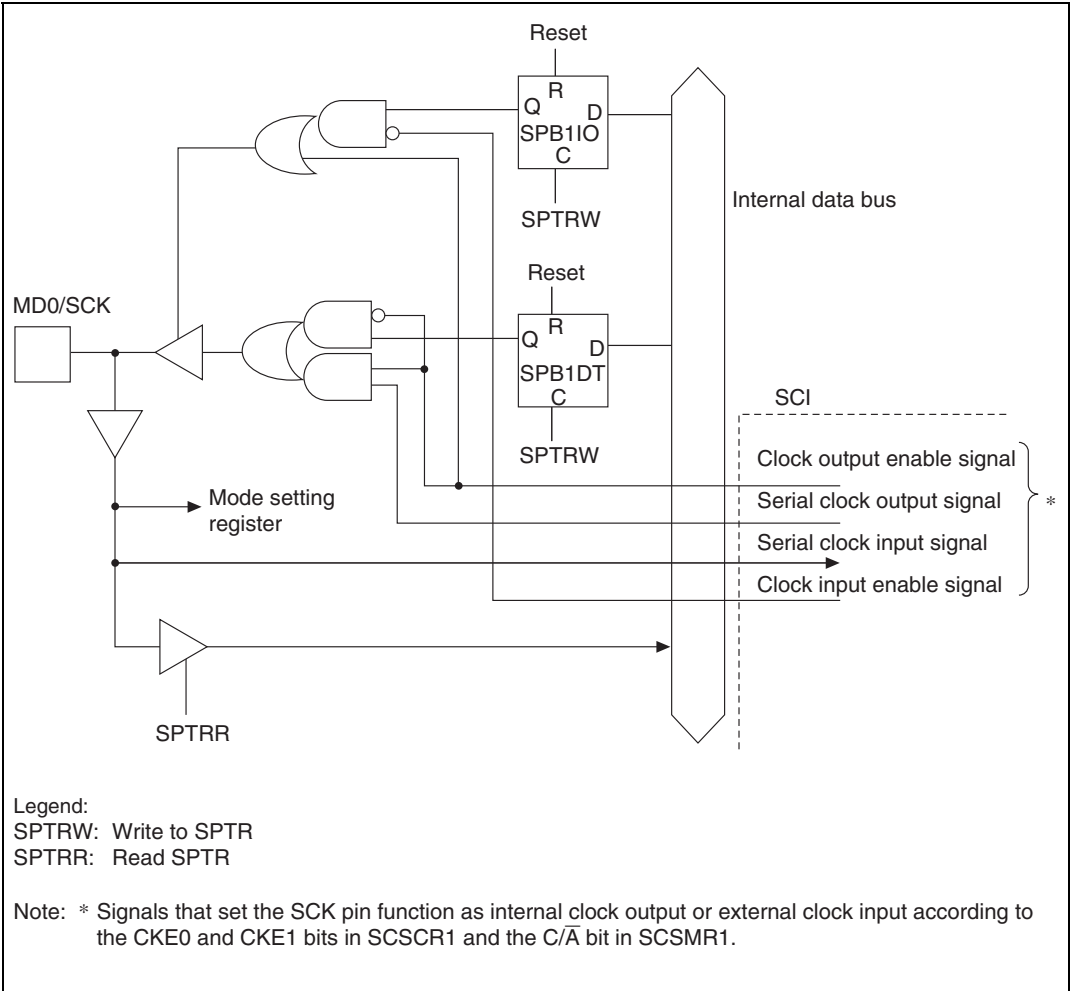 Reset
R
Q
D
SPB1IO
C
SPTRW
Internal data bus
Reset
MD0/SCK
R
Q
D
SPB1DT
C
SPTRW
SCI
Clock output enable signal
Serial clock output signal
*
Mode setting
register
Serial clock input signal
Clock input enable signal
SPTRR
Legend:
SPTRW: Write to SPTR
SPTRR: Read SPTR
Note: * Signals that set the SCK pin function as internal clock output or external clock input according to
the CKE0 and CKE1 bits in SCSCR1 and the C/A̅ bit in SCSMR1.